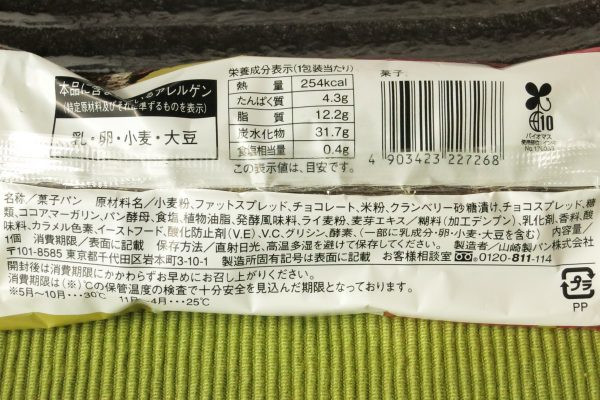 本品に含まれているアレルゲン
(特定原材料及びそれに準ずるものを表示)
乳・卵・小麦・大豆
栄養成分表示(1包装当たり)
熱量 254kcal
たんぱく質 4.3g
脂質 12.2g
炭水化物 31.7g
食塩相当量 0.4g
この表示値は、目安です。
菓子
4 903423 227268
10
バイオマス
名称/菓子パン 原材料名/小麦粉、ファットスプレッド、チョコレート、米粉、クランベリー砂糖漬け、チョコスプレッド、糖
類、ココアマーガリン、パン酵母、食塩、植物油脂、発酵風味料、ライ麦粉、麦芽エキス/糊料(加工デンプン)、乳化剤、香料、酸
味料、カラメル色素、イーストフード、酸化防止剤(V.E)、V.C、グリシン、酵素、(一部に乳成分・卵・小麦・大豆を含む) 内容量/
1個 消費期限/表面に記載 保存方法/直射日光、高温多湿を避けて保存してください。 製造者/山崎製パン株式会社
〒101-8585 東京都千代田区岩本町3-10-1 製造所固有記号は表面に記載 お客様相談室 0120-811-114
開封後は消費期限にかかわらずお早めにお召し上がりください。
消費期限は(※)℃の保管温度の検査で十分安全を見込んだ期限となっております。
※5月~10月…30℃ 11月~4月…25℃
プラ
PP